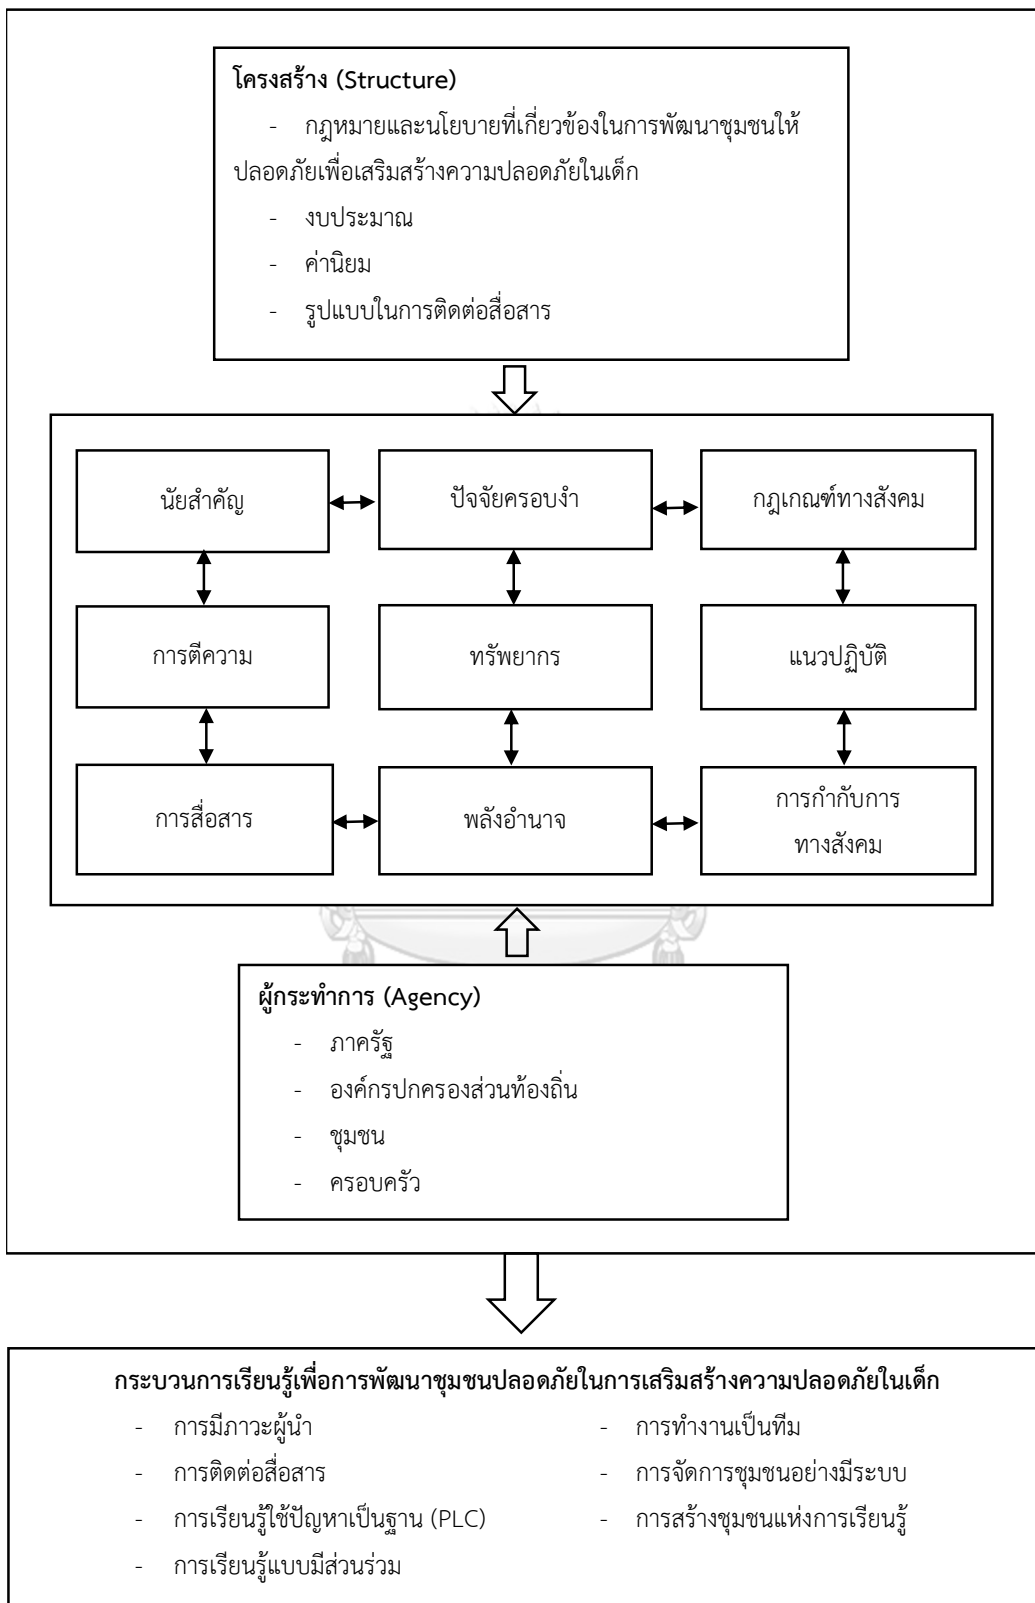 โครงสร้าง (Structure)
- กฎหมายและนโยบายที่เกี่ยวข้องในการพัฒนาชุมชนให้
ปลอดภัยเพื่อเสริมสร้างความปลอดภัยในเด็ก
- งบประมาณ
- ค่านิยม
- รูปแบบในการติดต่อสื่อสาร
นัยสำคัญ
ปัจจัยครอบงำ
กฎเกณฑ์ทางสังคม
การตีความ
ทรัพยากร
แนวปฏิบัติ
การสื่อสาร
พลังอำนาจ
การกำกับการ
ทางสังคม
ผู้กระทำการ (Agency)
- ภาครัฐ
- องค์กรปกครองส่วนท้องถิ่น
- ชุมชน
- ครอบครัว
กระบวนการเรียนรู้เพื่อการพัฒนาชุมชนปลอดภัยในการเสริมสร้างความปลอดภัยในเด็ก
- การมีภาวะผู้นำ
- การติดต่อสื่อสาร
- การเรียนรู้ใช้ปัญหาเป็นฐาน (PLC)
- การเรียนรู้แบบมีส่วนร่วม
- การทำงานเป็นทีม
- การจัดการชุมชนอย่างมีระบบ
- การสร้างชุมชนแห่งการเรียนรู้